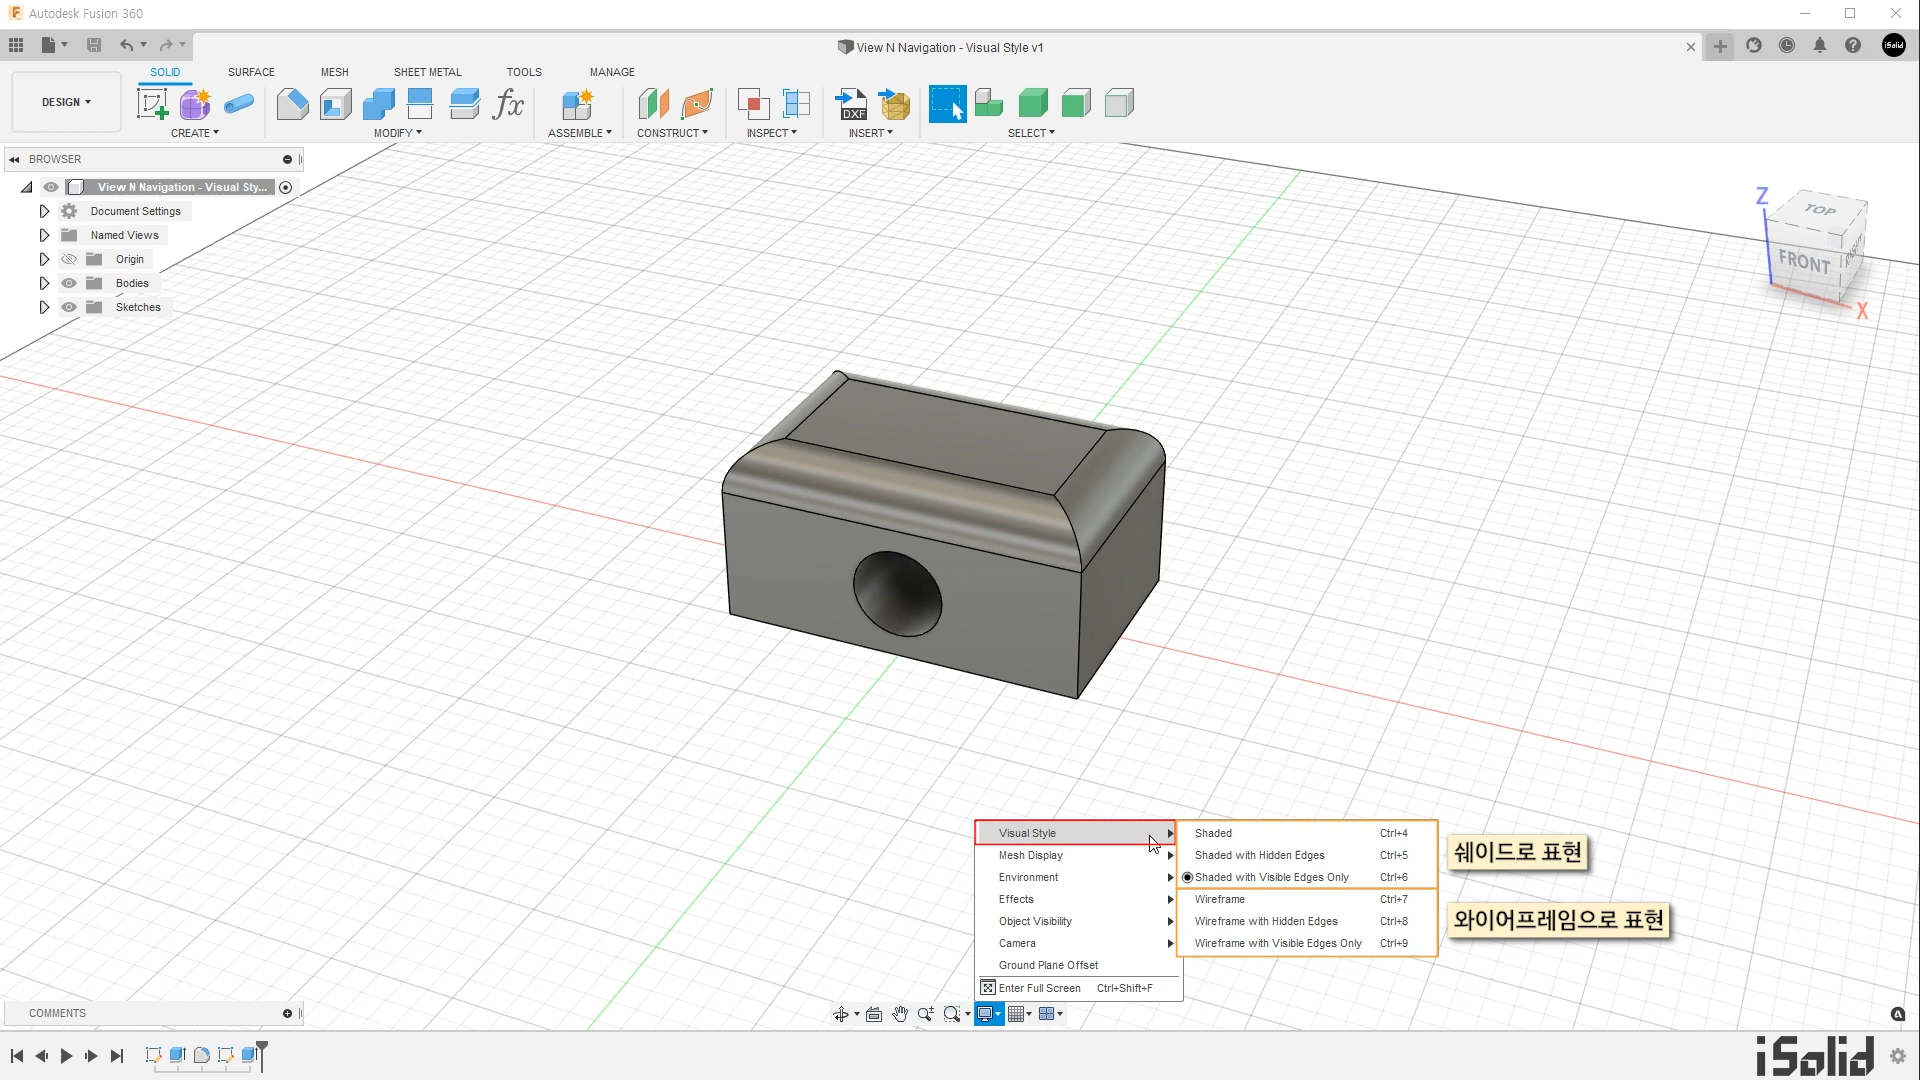 Autodesk Fusion 360
View N Navigation - Visual Style v1
iSolid
SOLID
SURFACE
MESH
SHEET METAL
TOOLS
MANAGE
DESIGN
CREATE
MODIFY
ASSEMBLE
CONSTRUCT
INSPECT
INSERT
SELECT
fx
DXF
BROWSER
View N Navigation - Visual Sty...
Document Settings
Named Views
Origin
Bodies
Sketches
Z
TOP
FRONT
X
Visual Style
Mesh Display
Environment
Effects
Object Visibility
Camera
Ground Plane Offset
Enter Full Screen Ctrl+Shift+F
Shaded Ctrl+4
Shaded with Hidden Edges Ctrl+5
Shaded with Visible Edges Only Ctrl+6
Wireframe Ctrl+7
Wireframe with Hidden Edges Ctrl+8
Wireframe with Visible Edges Only Ctrl+9
쉐이드로 표현
와이어프레임으로 표현
COMMENTS
iSolid